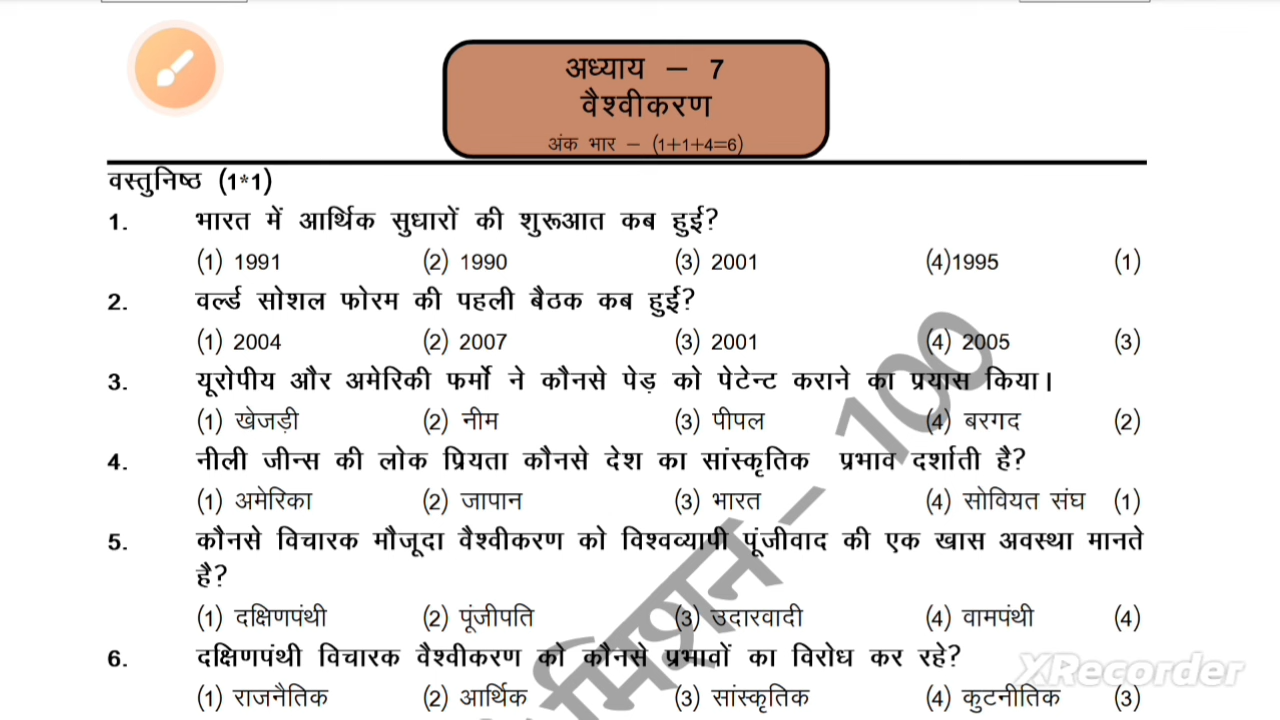 अध्याय – 7
वैश्वीकरण
अंक भार – (1+1+4=6)
वस्तुनिष्ठ (1*1)
1. भारत में आर्थिक सुधारों की शुरूआत कब हुई?
(1) 1991 (2) 1990 (3) 2001 (4)1995 (1)
2. वर्ल्ड सोशल फोरम की पहली बैठक कब हुई?
(1) 2004 (2) 2007 (3) 2001 (4) 2005 (3)
3. यूरोपीय और अमेरिकी फर्मो ने कौनसे पेड़ को पेटेन्ट कराने का प्रयास किया।
(1) खेजड़ी (2) नीम (3) पीपल (4) बरगद (2)
4. नीली जीन्स की लोक प्रियता कौनसे देश का सांस्कृतिक प्रभाव दर्शाती है?
(1) अमेरिका (2) जापान (3) भारत (4) सोवियत संघ (1)
5. कौनसे विचारक मौजूदा वैश्वीकरण को विश्वव्यापी पूंजीवाद की एक खास अवस्था मानते
है?
(1) दक्षिणपंथी (2) पूंजीपति (3) उदारवादी (4) वामपंथी (4)
6. दक्षिणपंथी विचारक वैश्वीकरण को कौनसे प्रभावों का विरोध कर रहे?
(1) राजनैतिक (2) आर्थिक (3) सांस्कृतिक (4) कुटनीतिक (3)
मिशन – 100
XRecorder